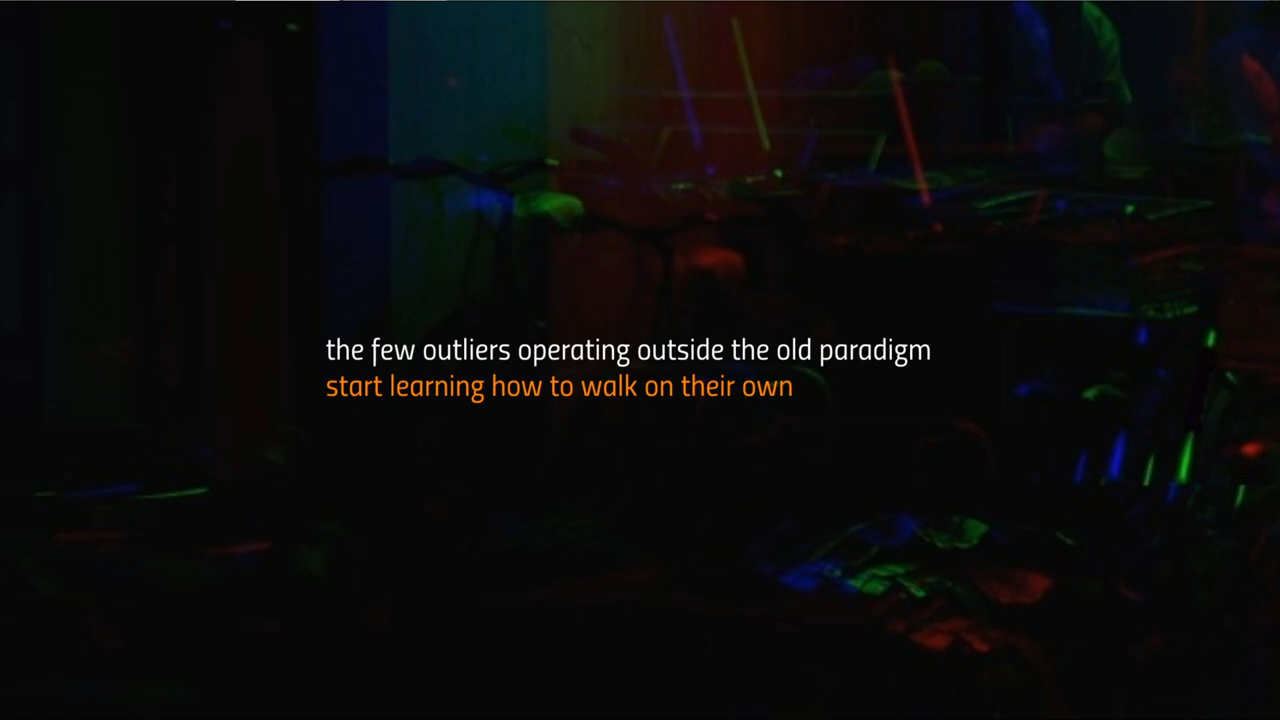 the few outliers operating outside the old paradigm
start learning how to walk on their own